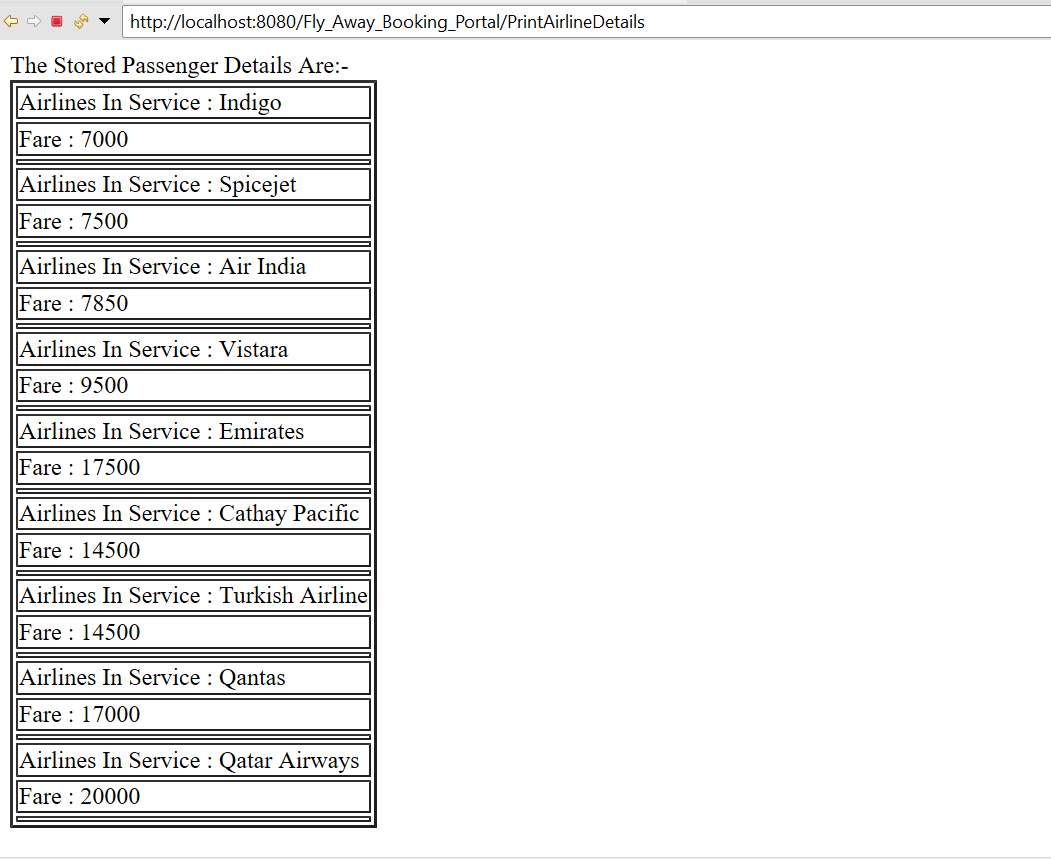 http://localhost:8080/Fly_Away_Booking_Portal/PrintAirlineDetails
The Stored Passenger Details Are:-
Airlines In Service : Indigo
Fare : 7000
Airlines In Service : Spicejet
Fare : 7500
Airlines In Service : Air India
Fare : 7850
Airlines In Service : Vistara
Fare : 9500
Airlines In Service : Emirates
Fare : 17500
Airlines In Service : Cathay Pacific
Fare : 14500
Airlines In Service : Turkish Airline
Fare : 14500
Airlines In Service : Qantas
Fare : 17000
Airlines In Service : Qatar Airways
Fare : 20000